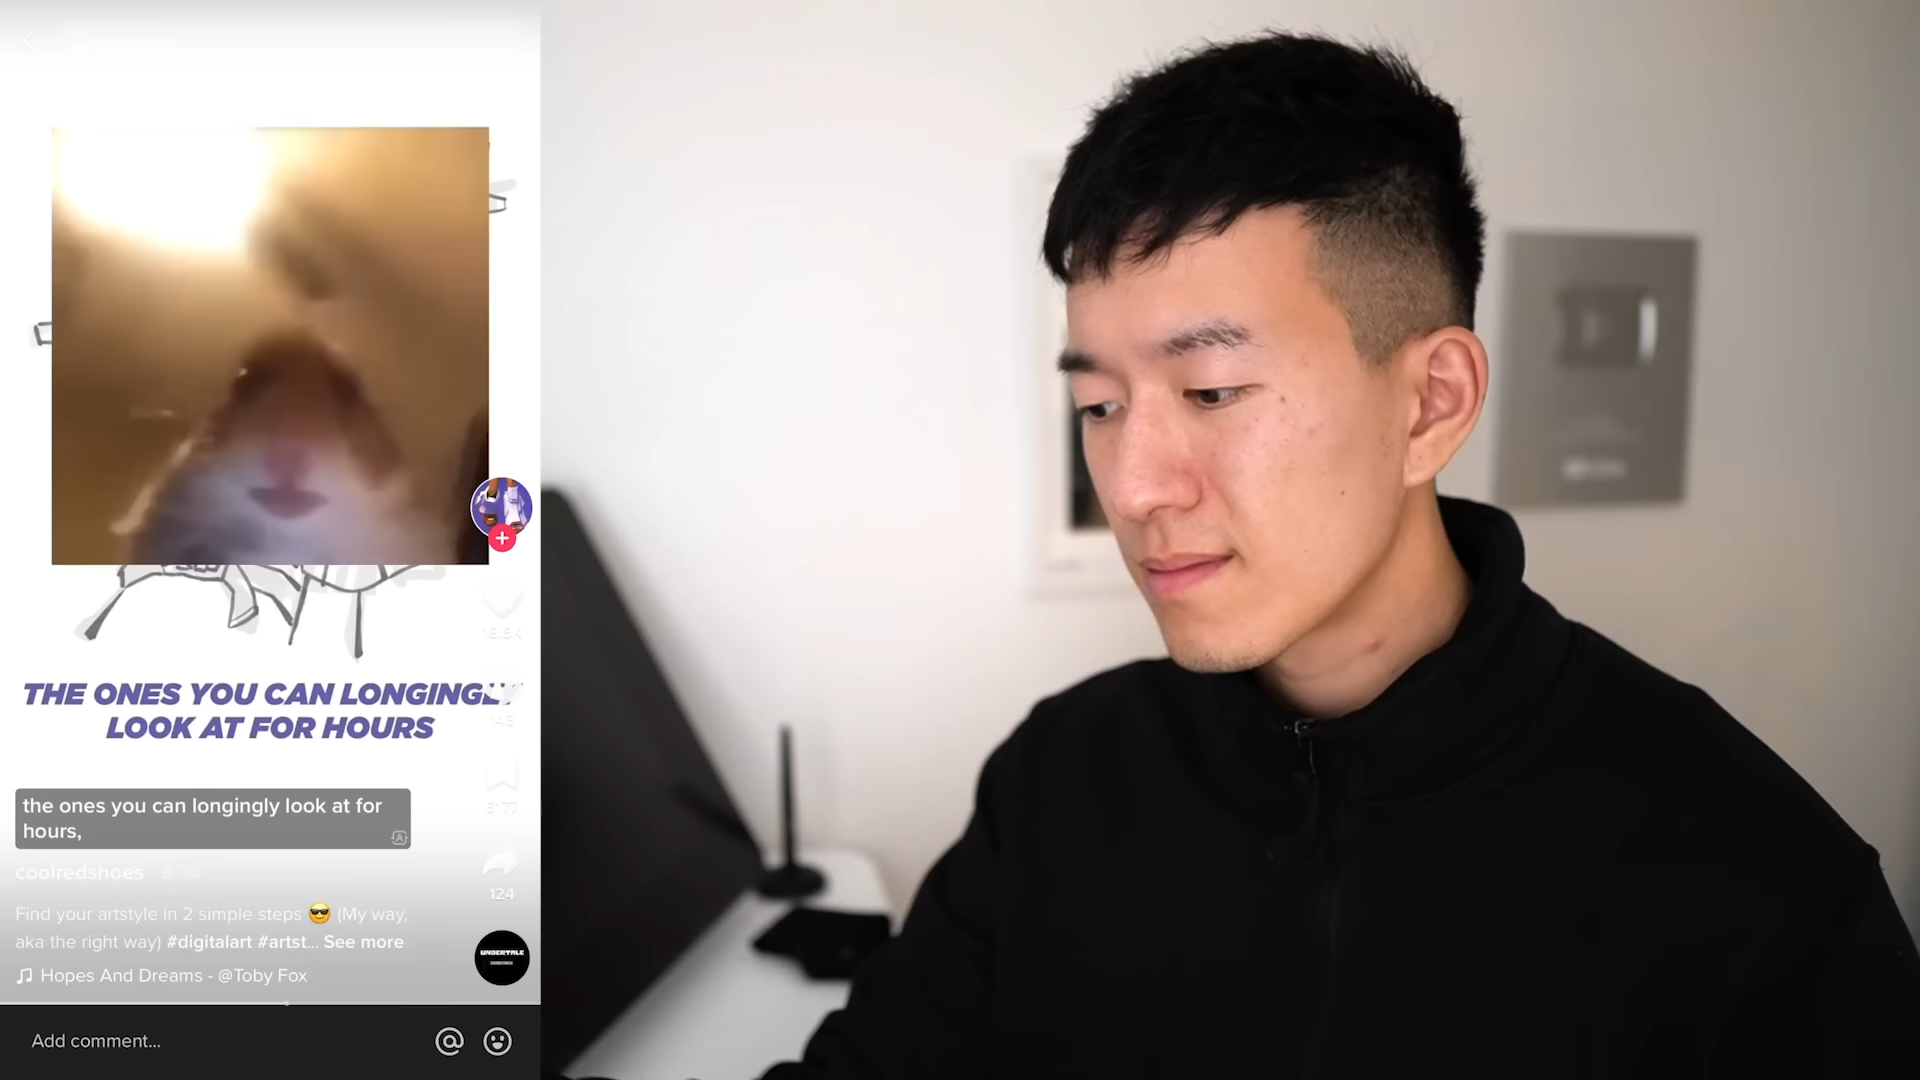 THE ONES YOU CAN LONGINGLY
LOOK AT FOR HOURS
the ones you can longingly look at for
hours,
coolredshoes
Find your artstyle in 2 simple steps 😎 (My way,
aka the right way) #digitalart #artst... See more
Hopes And Dreams - @Toby Fox
124
UNDERTALE
Add comment...